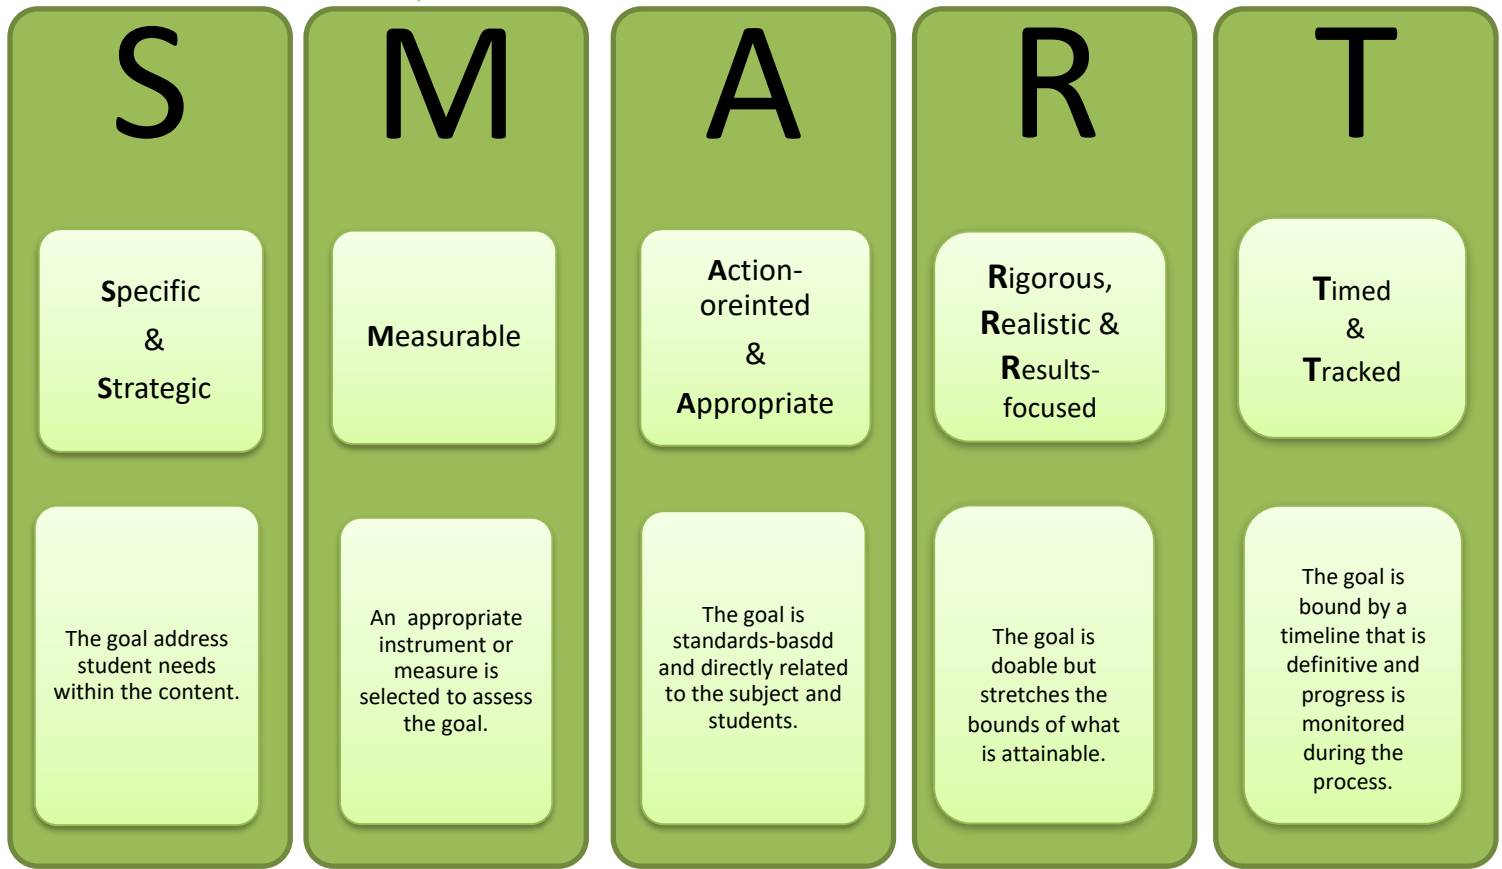 S
Specific
&
Strategic
The goal address
student needs
within the content.
M
Measurable
An  appropriate
instrument or
measure is
selected to assess
the goal.
A
Action-
oreinted
&
Appropriate
The goal is
standards-basdd
and directly related
to the subject and
students.
R
Rigorous,
Realistic &
Results-
focused
The goal is
doable but
stretches the
bounds of what
is attainable.
T
Timed
&
Tracked
The goal is
bound by a
timeline that is
definitive and
progress is
monitored
during the
process.